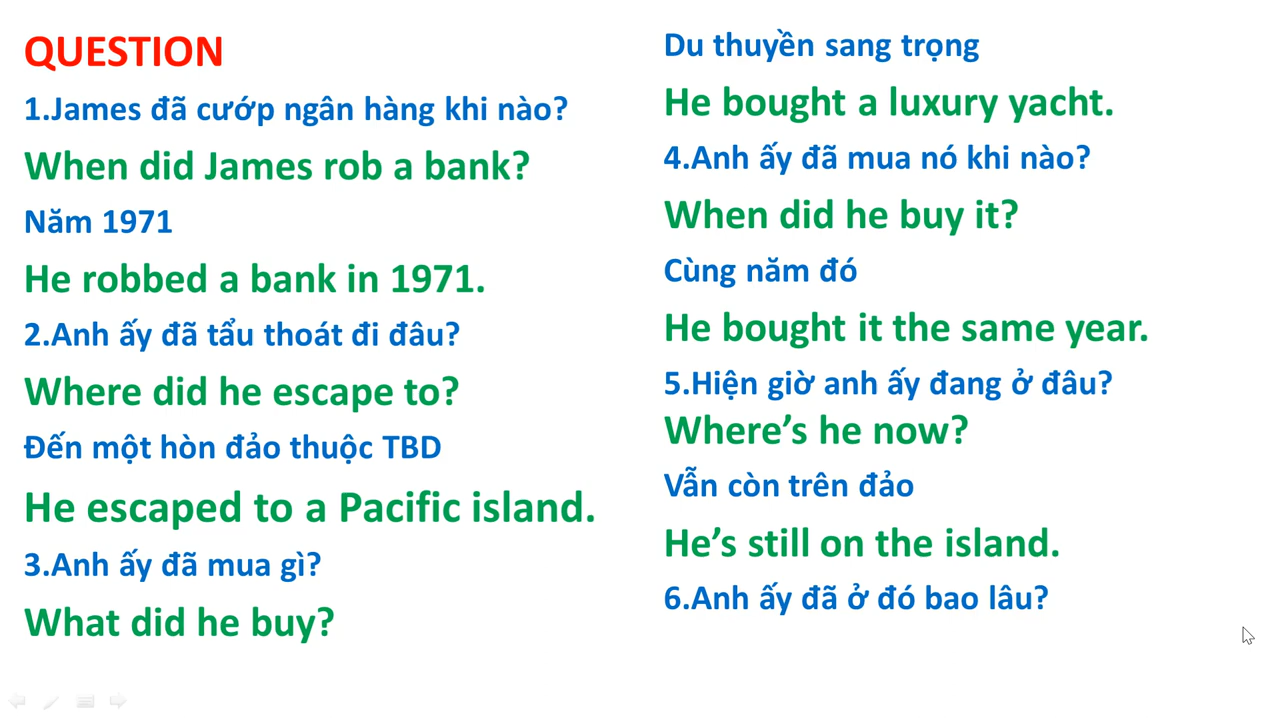 QUESTION
1.James đã cướp ngân hàng khi nào?
When did James rob a bank?
Năm 1971
He robbed a bank in 1971.
2.Anh ấy đã tẩu thoát đi đâu?
Where did he escape to?
Đến một hòn đảo thuộc TBD
He escaped to a Pacific island.
3.Anh ấy đã mua gì?
What did he buy?
Du thuyền sang trọng
He bought a luxury yacht.
4.Anh ấy đã mua nó khi nào?
When did he buy it?
Cùng năm đó
He bought it the same year.
5.Hiện giờ anh ấy đang ở đâu?
Where’s he now?
Vẫn còn trên đảo
He’s still on the island.
6.Anh ấy đã ở đó bao lâu?